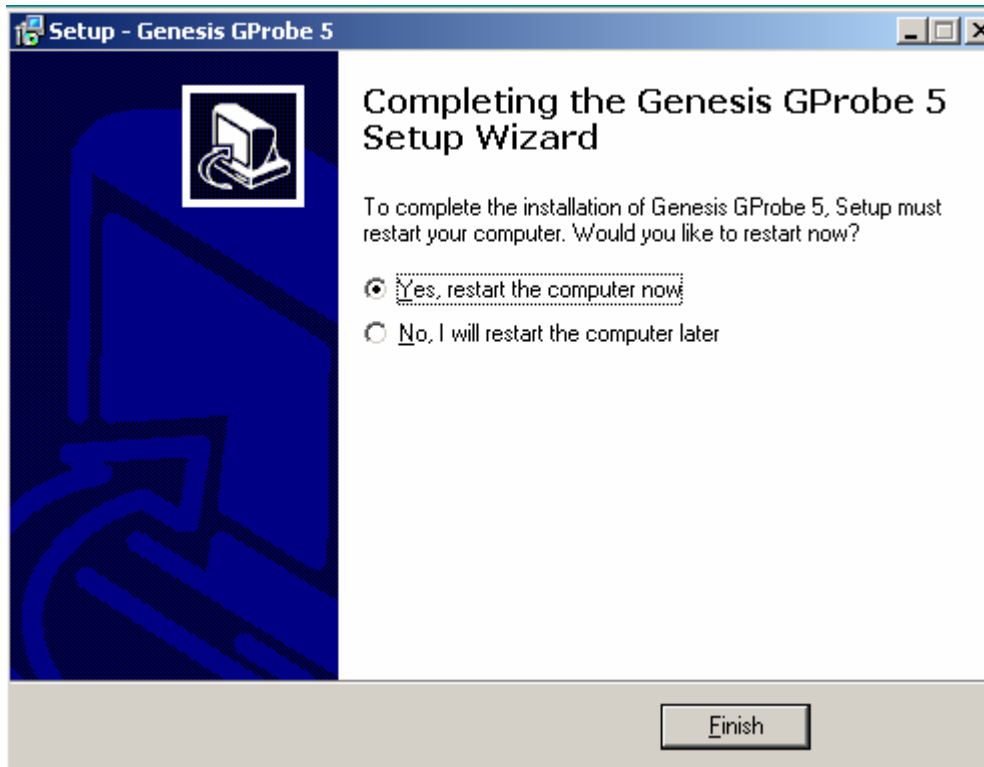 Setup - Genesis GProbe 5
Completing the Genesis GProbe 5
Setup Wizard
To complete the installation of Genesis GProbe 5, Setup must
restart your computer. Would you like to restart now?
Yes, restart the computer now
No, I will restart the computer later
Finish